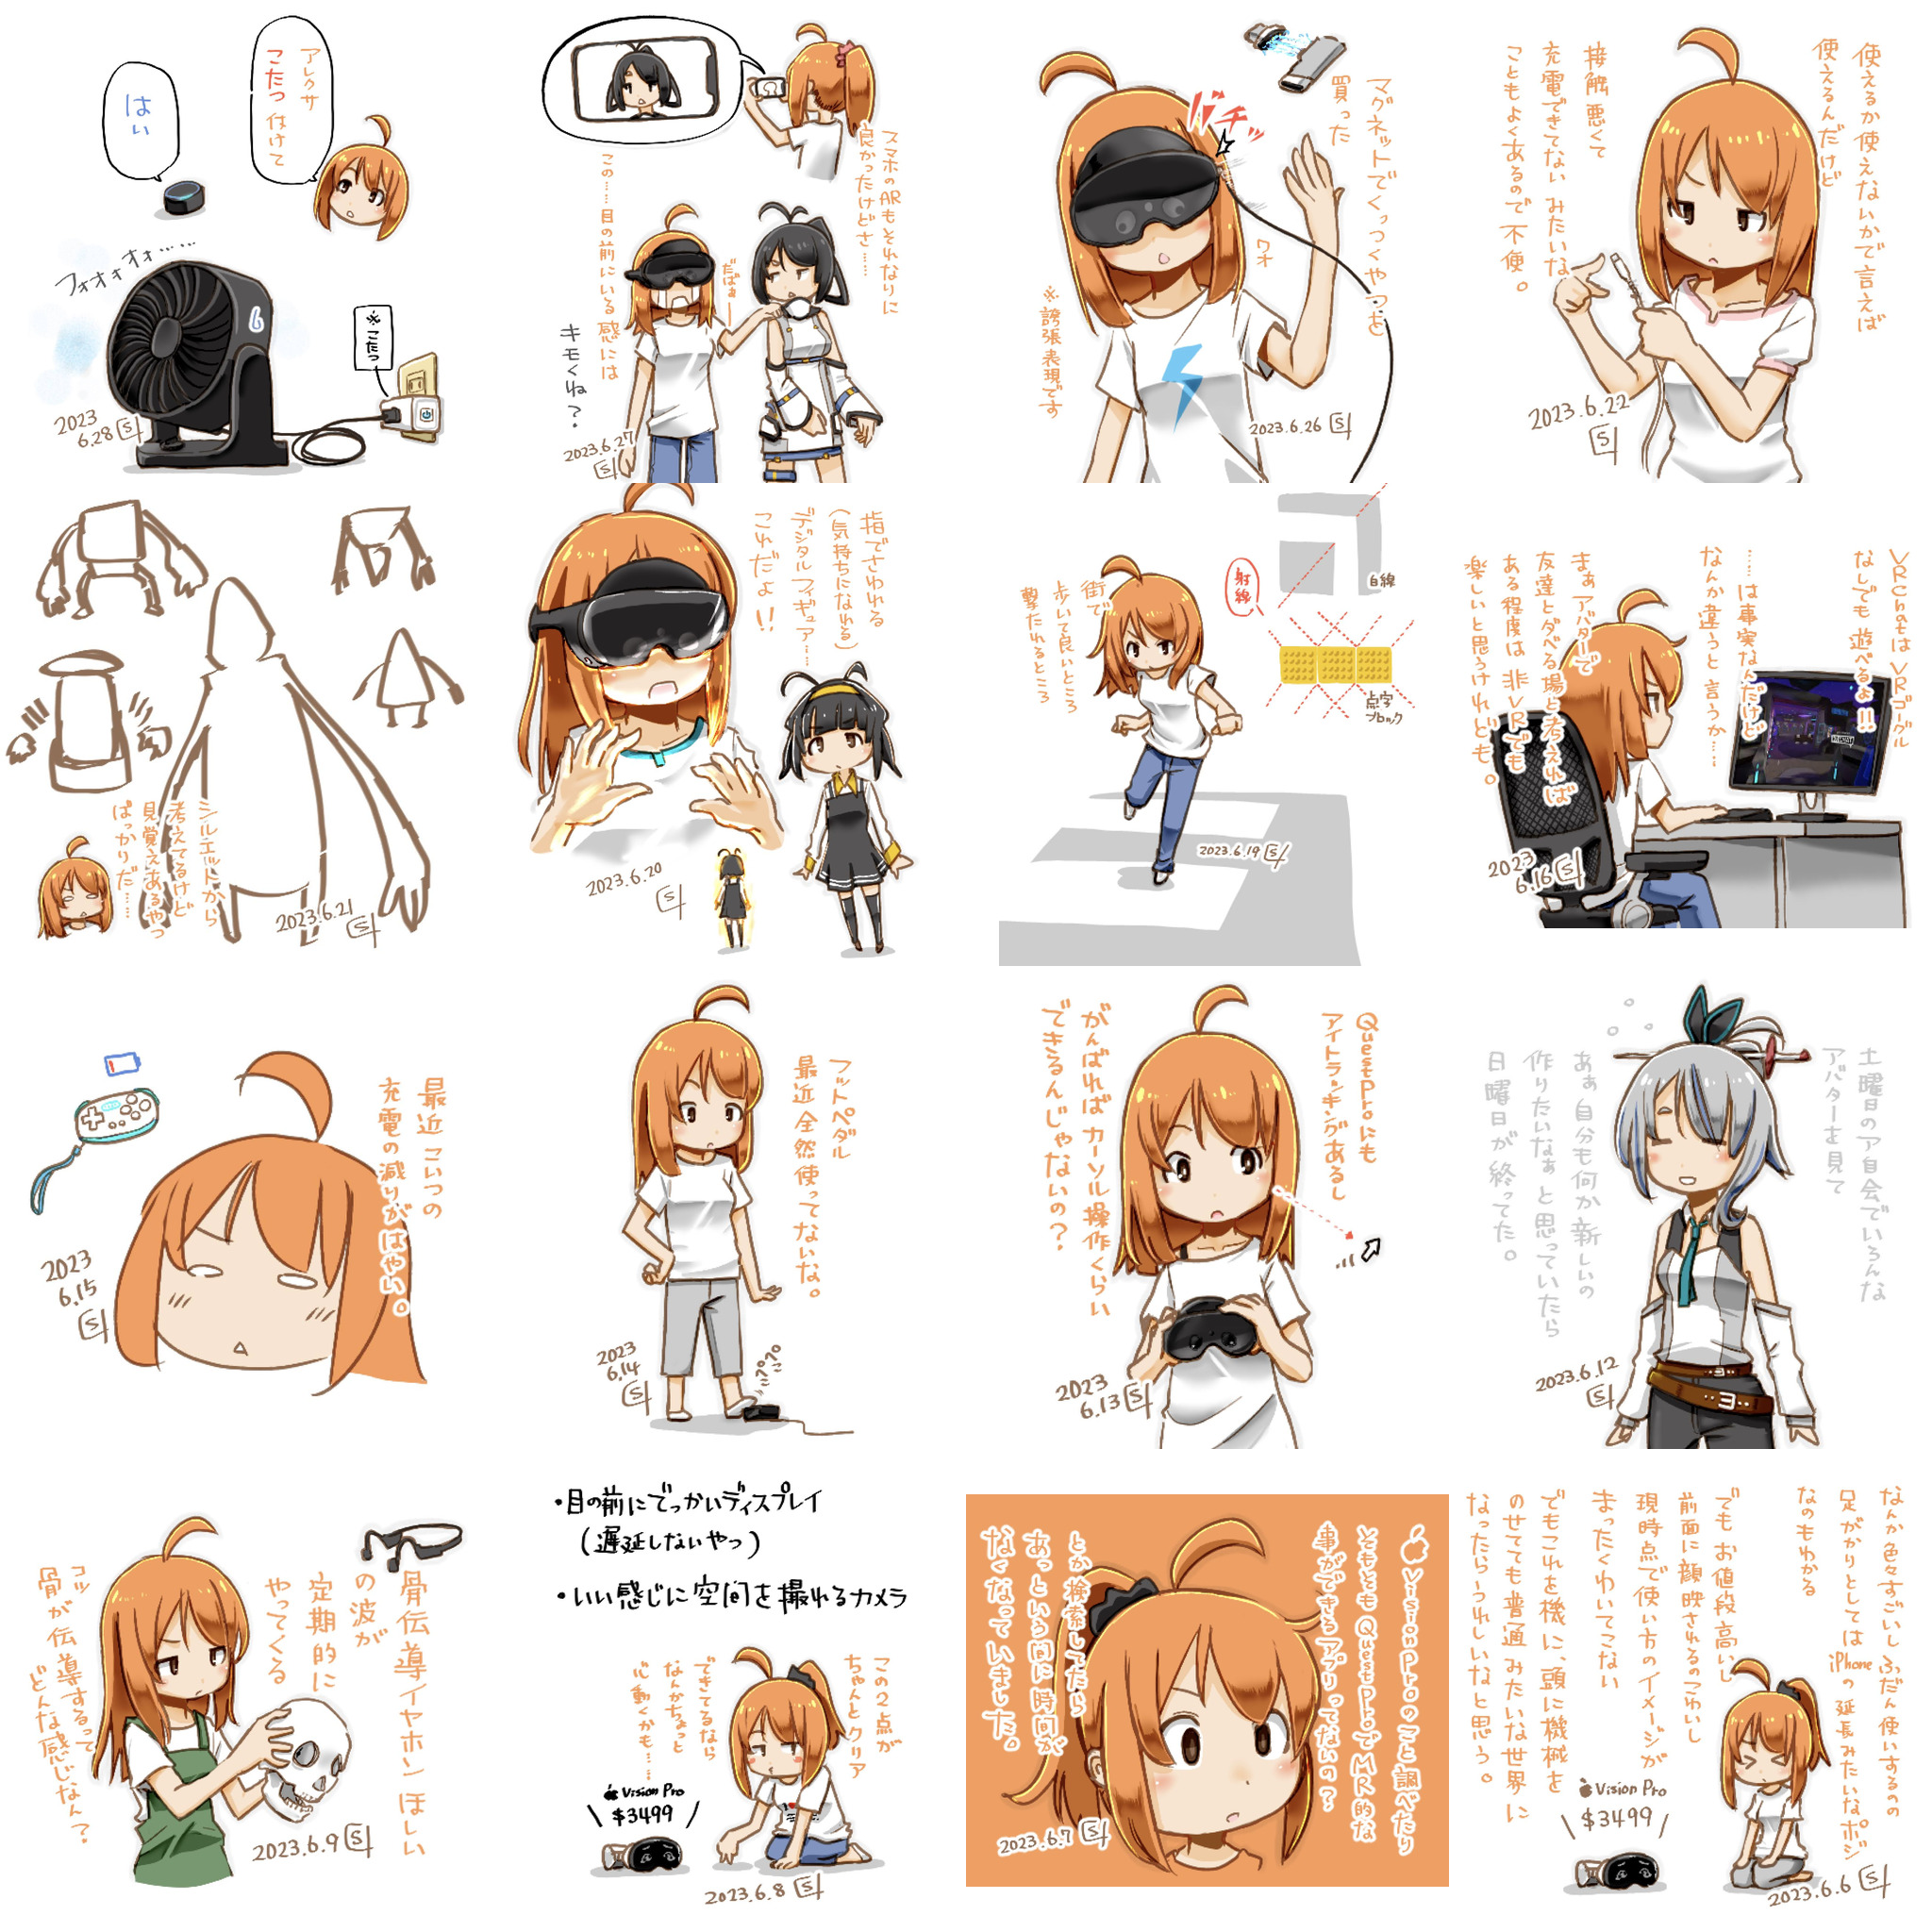 アレクサ
こたつ 付けて
はい
フォオォオォ……
※こたつ
2023
6.28
スマホのARもそれなりに
良かったけどさ……
この……目の前にいる感には
だばぁー
キモくね?
2023.6.27
マグネットでくっつくやつを
買った
バチッ
ワオ
※誇張表現です
2023.6.26
使えるか使えないかで言えば
使えるんだけど
接触悪くて
充電できてないみたいな
こともよくあるので不便。
2023.6.22
シルエットから
考えてるけど
見覚えあるやつ
ばっかりだ……
2023.6.21
指でさわれる
(気持ちになれる)
デジタルフィギュア……
これだよ!!
2023.6.20
街で
歩いて良いところ
撃たれるところ
射線
白線
点字
ブロック
2023.6.19
VRChatはVRゴーグル
なしでも遊べるよ!!
……は事実なんだけど
なんか違うと言うか…
まぁアバターで
友達とダベる場と考えれば
ある程度は非VRでも
楽しいと思うけれども。
2023
6.16
最近こいつの
充電の減りがはやい。
2023
6.15
フットペダル
最近全然使ってないな。
ペペペペ
2023
6.14
QuestProにも
アイトラッキングあるし
がんばればカーソル操作くらい
できるんじゃないの?
2023
6.13
土曜日のア自会でいろんな
アバターを見て
あぁ自分も何か新しいの
作りたいなぁと思っていたら
日曜日が終ってた。
2023.6.12
骨伝導イヤホンほしい
の波が
定期的に
やってくる
コッ
骨が伝導するって
どんな感じなん?
2023.6.9
・目の前にでっかいディスプレイ
(遅延しないやつ)
・いい感じに空間を撮れるカメラ
この2点が
ちゃんとクリア
できてるなら
なんかちょっと
心動くかも…
Vision Pro
$3499
2023.6.8
VisionProのこと調べたり
そもそもQuestProでMR的な
事ができるアプリってないの?
とか検索してたら
あっという間に時間が
なくなっていました。
2023.6.7
なんか色々すごいしふだん使いするのの
足がかりとしてはiPhoneの延長みたいなポジ
なのもわかる
でもお値段高いし
前面に顔映されるのこわいし
現時点で使い方のイメージが
まったくわいてこない
でもこれを機に、頭に機械を
のせてても普通みたいな世界に
なったらうれしいなと思う。
Vision Pro
$3499
2023.6.6